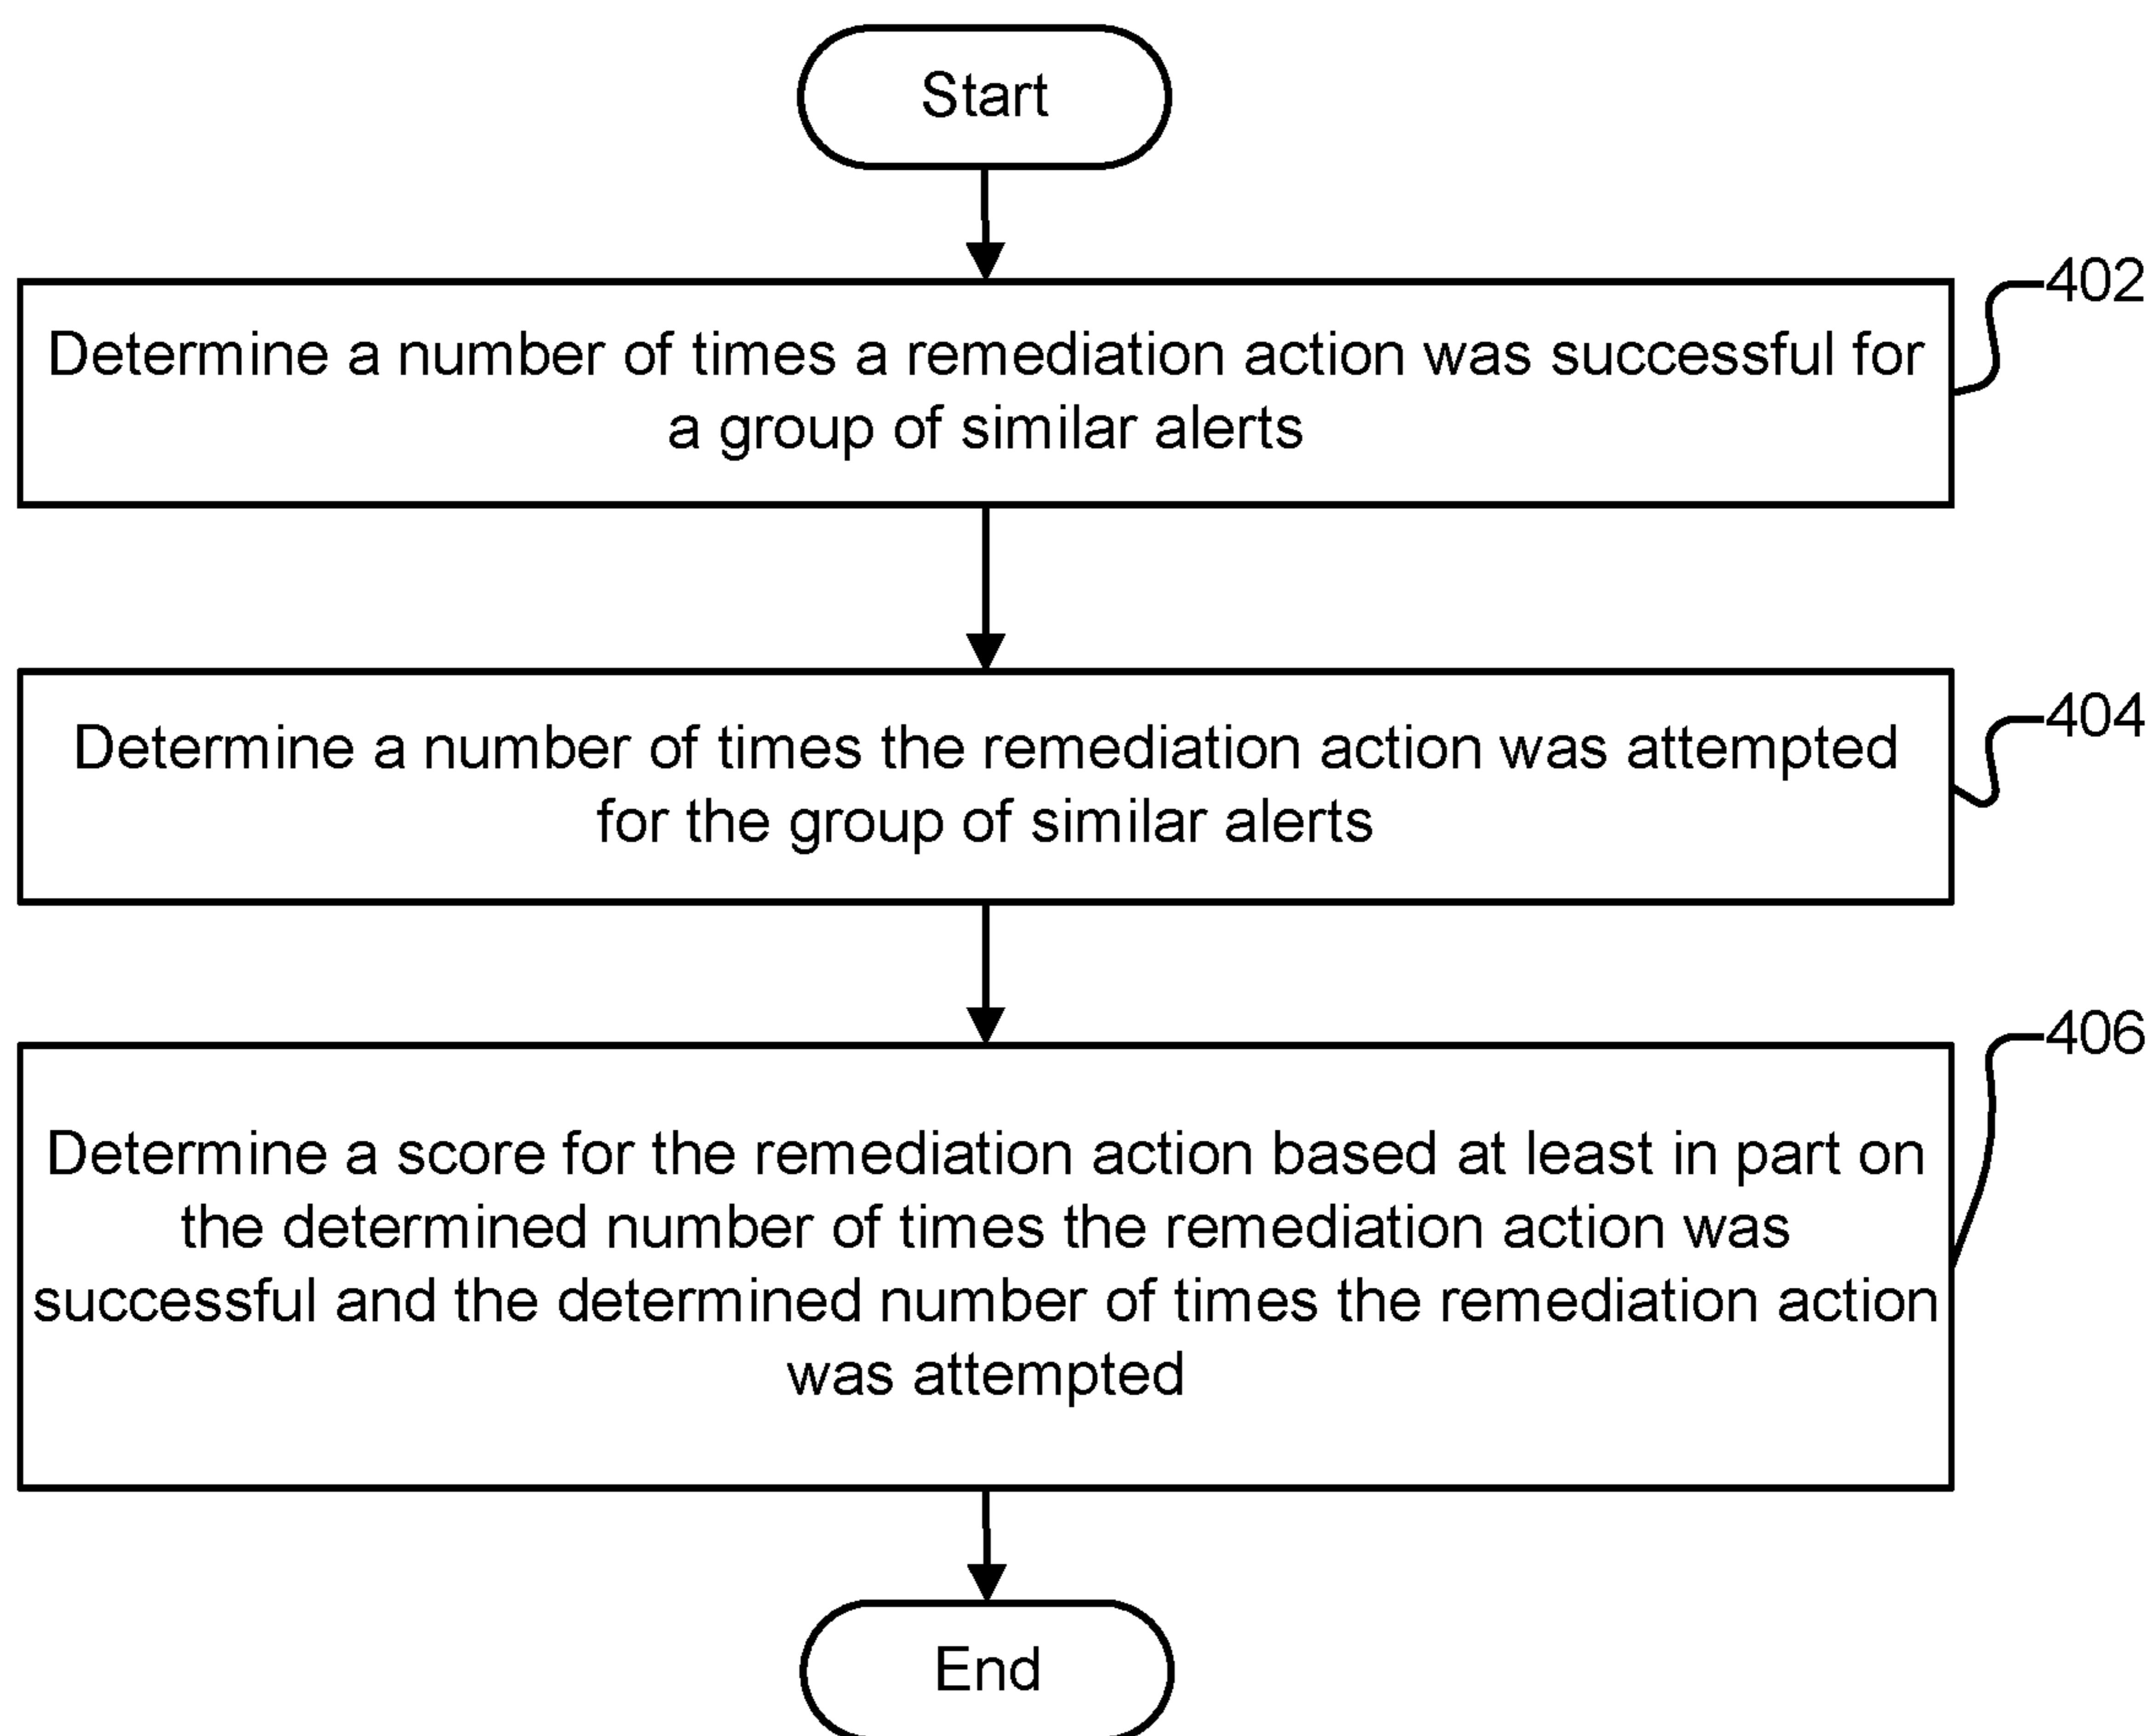 Start
402
Determine a number of times a remediation action was successful for
a group of similar alerts
404
Determine a number of times the remediation action was attempted
for the group of similar alerts
406
Determine a score for the remediation action based at least in part on
the determined number of times the remediation action was
successful and the determined number of times the remediation action
was attempted
End